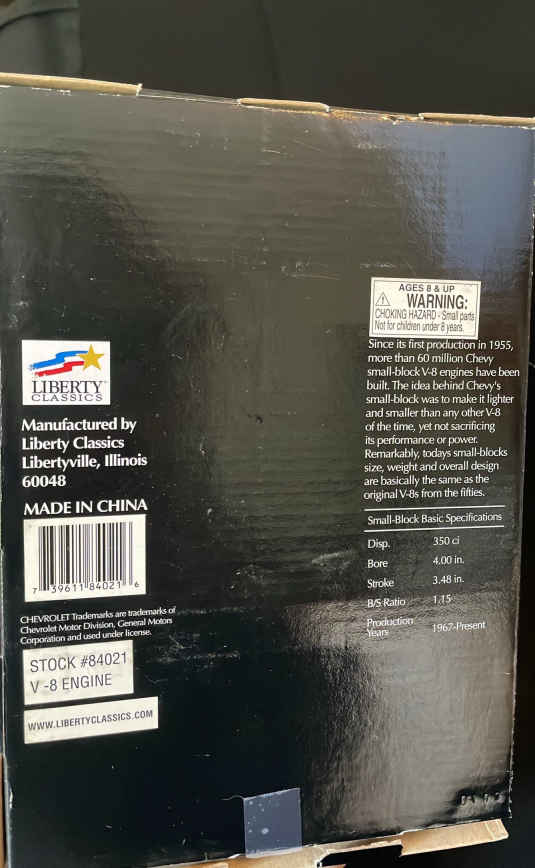 LIBERTY
CLASSICS
Manufactured by
Liberty Classics
Libertyville, Illinois
60048
MADE IN CHINA
7 39611 84021 6
CHEVROLET Trademarks are trademarks of
Chevrolet Motor Division, General Motors
Corporation and used under license.
STOCK #84021
V -8 ENGINE
WWW.LIBERTYCLASSICS.COM
AGES 8 & UP
WARNING:
CHOKING HAZARD - Small parts
Not for children under 8 years.
Since its first production in 1955,
more than 60 million Chevy
small-block V-8 engines have been
built. The idea behind Chevy's
small-block was to make it lighter
and smaller than any other V-8
of the time, yet not sacrificing
its performance or power.
Remarkably, todays small-blocks
size, weight and overall design
are basically the same as the
original V-8s from the fifties.
Small-Block Basic Specifications
Disp. 350 ci
Bore 4.00 in.
Stroke 3.48 in.
B/S Ratio 1.15
Production
Years 1967-Present